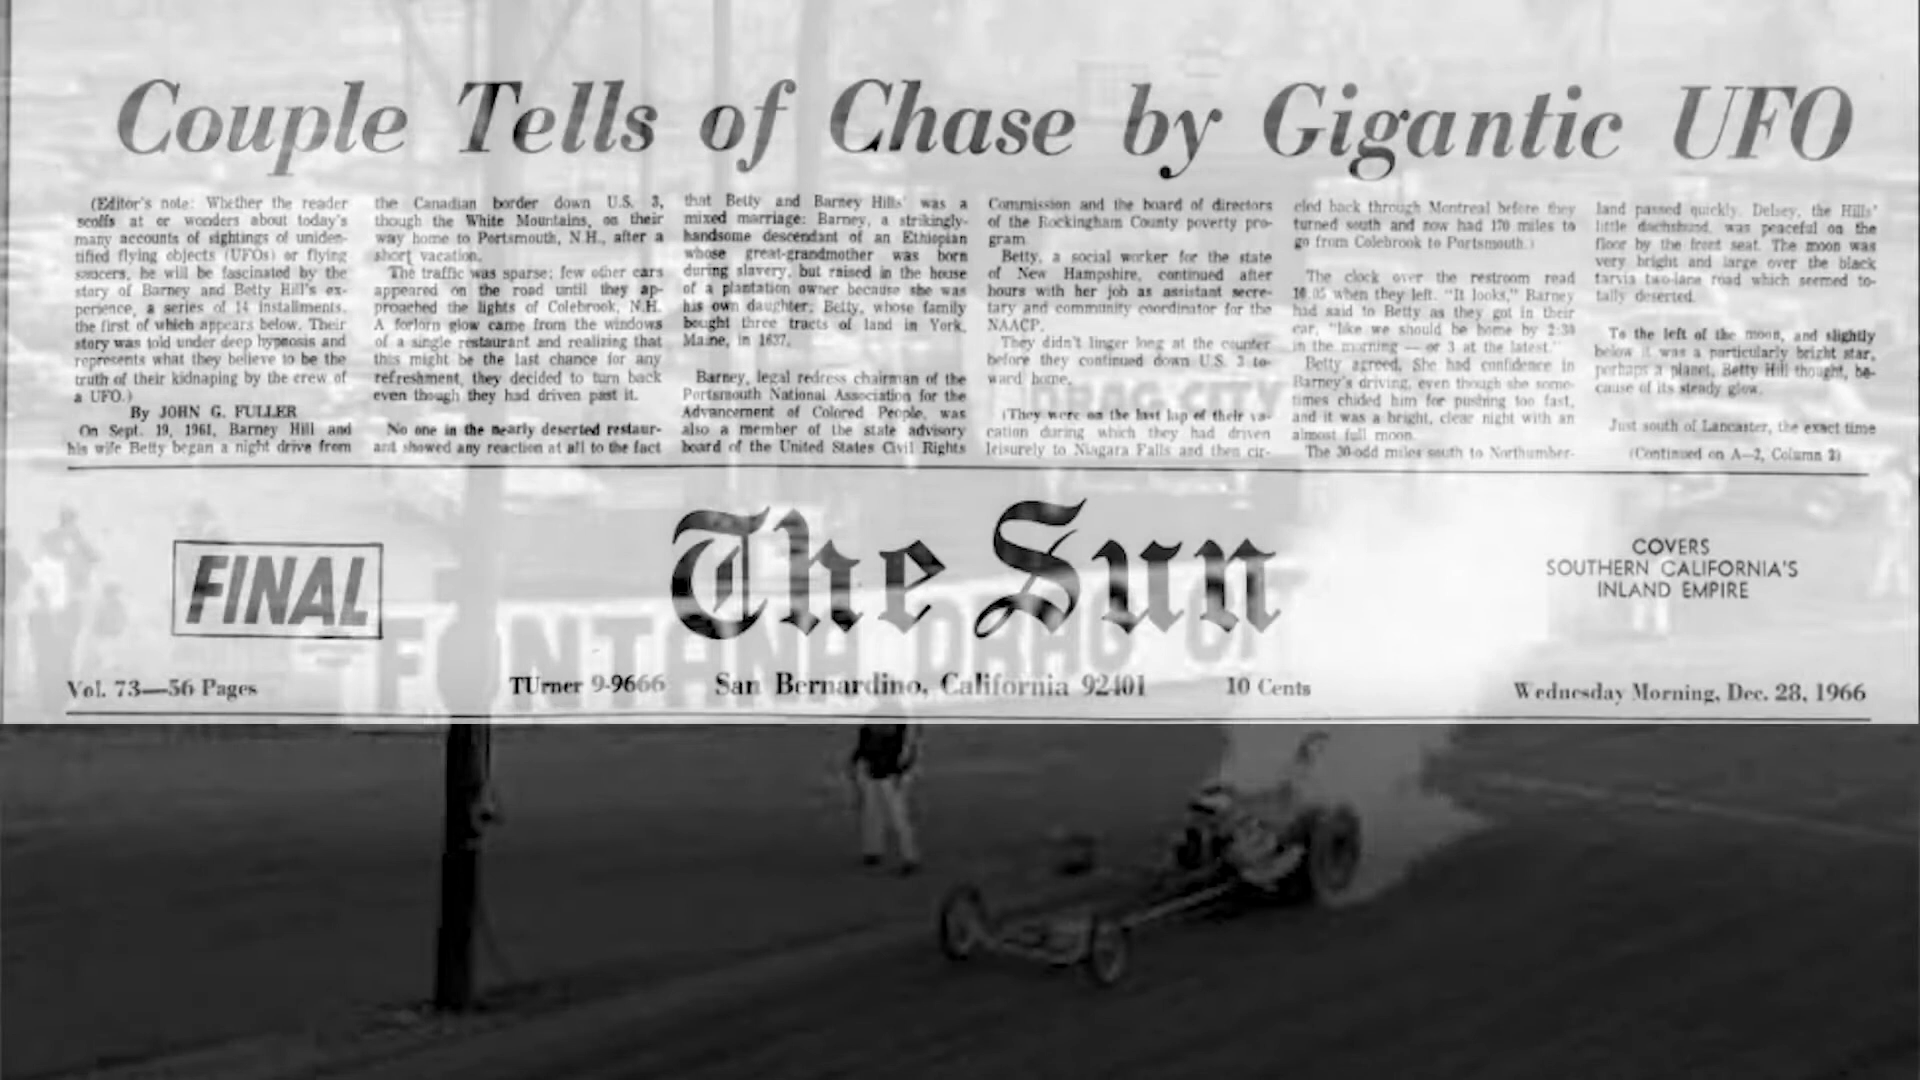 Couple Tells of Chase by Gigantic UFO
(Editor's note: Whether the reader
scoffs at or wonders about today's
many accounts of sightings of uniden-
tified flying objects (UFOs) or flying
saucers, he will be fascinated by the
story of Barney and Betty Hill's ex-
perience, a series of 14 installments,
the first of which appears below. Their
story was told under deep hypnosis and
represents what they believe to be the
truth of their kidnaping by the crew of
a UFO.)
By JOHN G. FULLER
On Sept. 19, 1961, Barney Hill and
his wife Betty began a night drive from
the Canadian border down U.S. 3,
though the White Mountains, on their
way home to Portsmouth, N.H., after a
short vacation.
The traffic was sparse; few other cars
appeared on the road until they ap-
proached the lights of Colebrook, N.H.
A forlorn glow came from the windows
of a single restaurant and realizing that
this might be the last chance for any
refreshment, they decided to turn back
even though they had driven past it.
No one in the nearly deserted restaur-
ant showed any reaction at all to the fact
that Betty and Barney Hills' was a
mixed marriage: Barney, a strikingly-
handsome descendant of an Ethiopian
whose great-grandmother was born
during slavery, but raised in the house
of a plantation owner because she was
his own daughter; Betty, whose family
bought three tracts of land in York,
Maine, in 1637.
Barney, legal redress chairman of the
Portsmouth National Association for the
Advancement of Colored People, was
also a member of the state advisory
board of the United States Civil Rights
Commission and the board of directors
of the Rockingham County poverty pro-
gram.
Betty, a social worker for the state
of New Hampshire, continued after
hours with her job as assistant secre-
tary and community coordinator for the
NAACP.
They didn't linger long at the counter
before they continued down U.S. 3 to-
ward home.
(They were on the last lap of their va-
cation during which they had driven
leisurely to Niagara Falls and then cir-
cled back through Montreal before they
turned south and now had 170 miles to
go from Colebrook to Portsmouth.)
The clock over the restroom read
10:05 when they left. "It looks," Barney
had said to Betty as they got in their
car, "like we should be home by 2:30
in the morning — or 3 at the latest."
Betty agreed. She had confidence in
Barney's driving, even though she some-
times chided him for pushing too fast,
and it was a bright, clear night with an
almost full moon.
The 30-odd miles south to Northumber-
land passed quickly. Delsey, the Hills'
little dachshund, was peaceful on the
floor by the front seat. The moon was
very bright and large over the black
tarvia two-lane road which seemed to-
tally deserted.
To the left of the moon, and slightly
below it was a particularly bright star,
perhaps a planet, Betty Hill thought, be-
cause of its steady glow.
Just south of Lancaster, the exact time
(Continued on A—2, Column 2)
DRAG CITY
FINAL
The Sun
COVERS
SOUTHERN CALIFORNIA'S
INLAND EMPIRE
FONTANA DRAG
Vol. 73—56 Pages
TUrner 9-9666
San Bernardino, California 92401
10 Cents
Wednesday Morning, Dec. 28, 1966